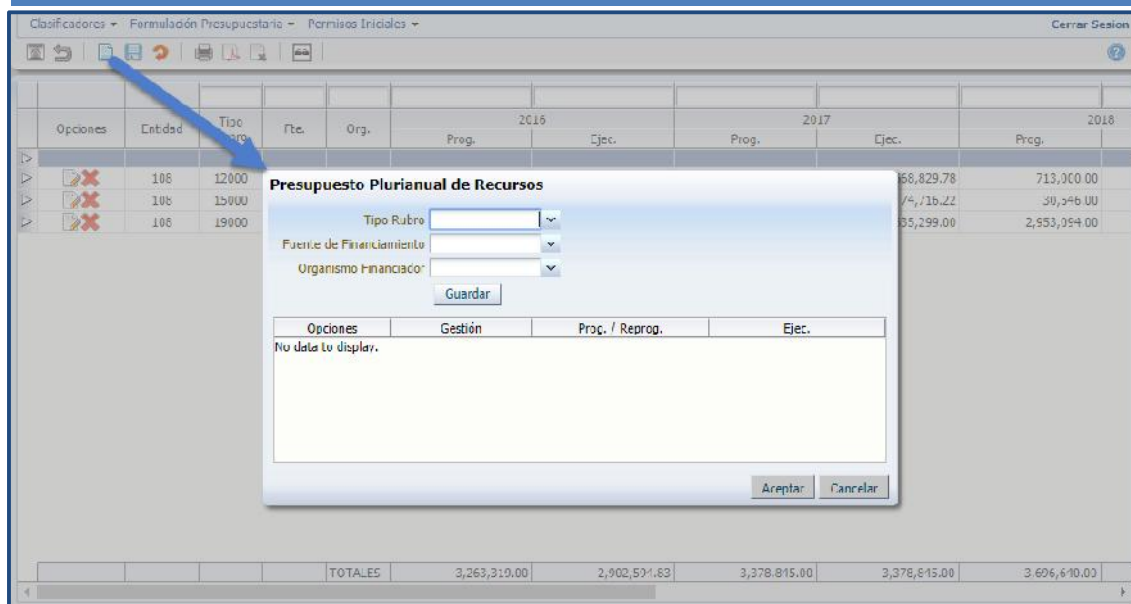 Clasificadores Formulación Presupuestaria Permisos Iniciales Cerrar Sesion
Opciones Entidad Tipo Fte. Org. 2016 2017 2018
Prog. Ejec. Prog. Ejec. Prog.
108 12000 713,000.00
108 15000 30,546.00
108 19000 2,953,094.00
Presupuesto Plurianual de Recursos
Tipo Rubro
Fuente de Financiamiento
Organismo Financiador
Guardar
Opciones Gestión Prog. / Reprog. Ejec.
No data to display.
Aceptar Cancelar
TOTALES 3,263,319.00 3,378,845.00 3,378,845.00 3,696,640.00